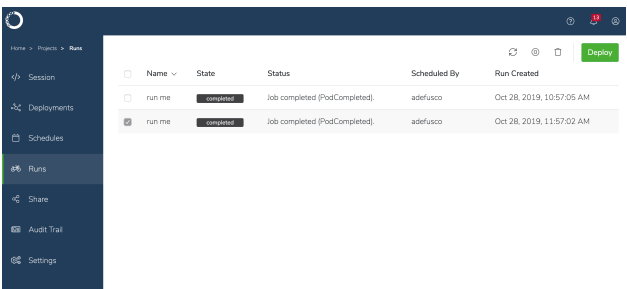 13
Home > Projects > Runs
Deploy
Name State Status Scheduled By Run Created
run me completed Job completed (PodCompleted). adefusco Oct 28, 2019, 10:57:05 AM
run me completed Job completed (PodCompleted). adefusco Oct 28, 2019, 11:57:02 AM
Session
Deployments
Schedules
Runs
Share
Audit Trail
Settings